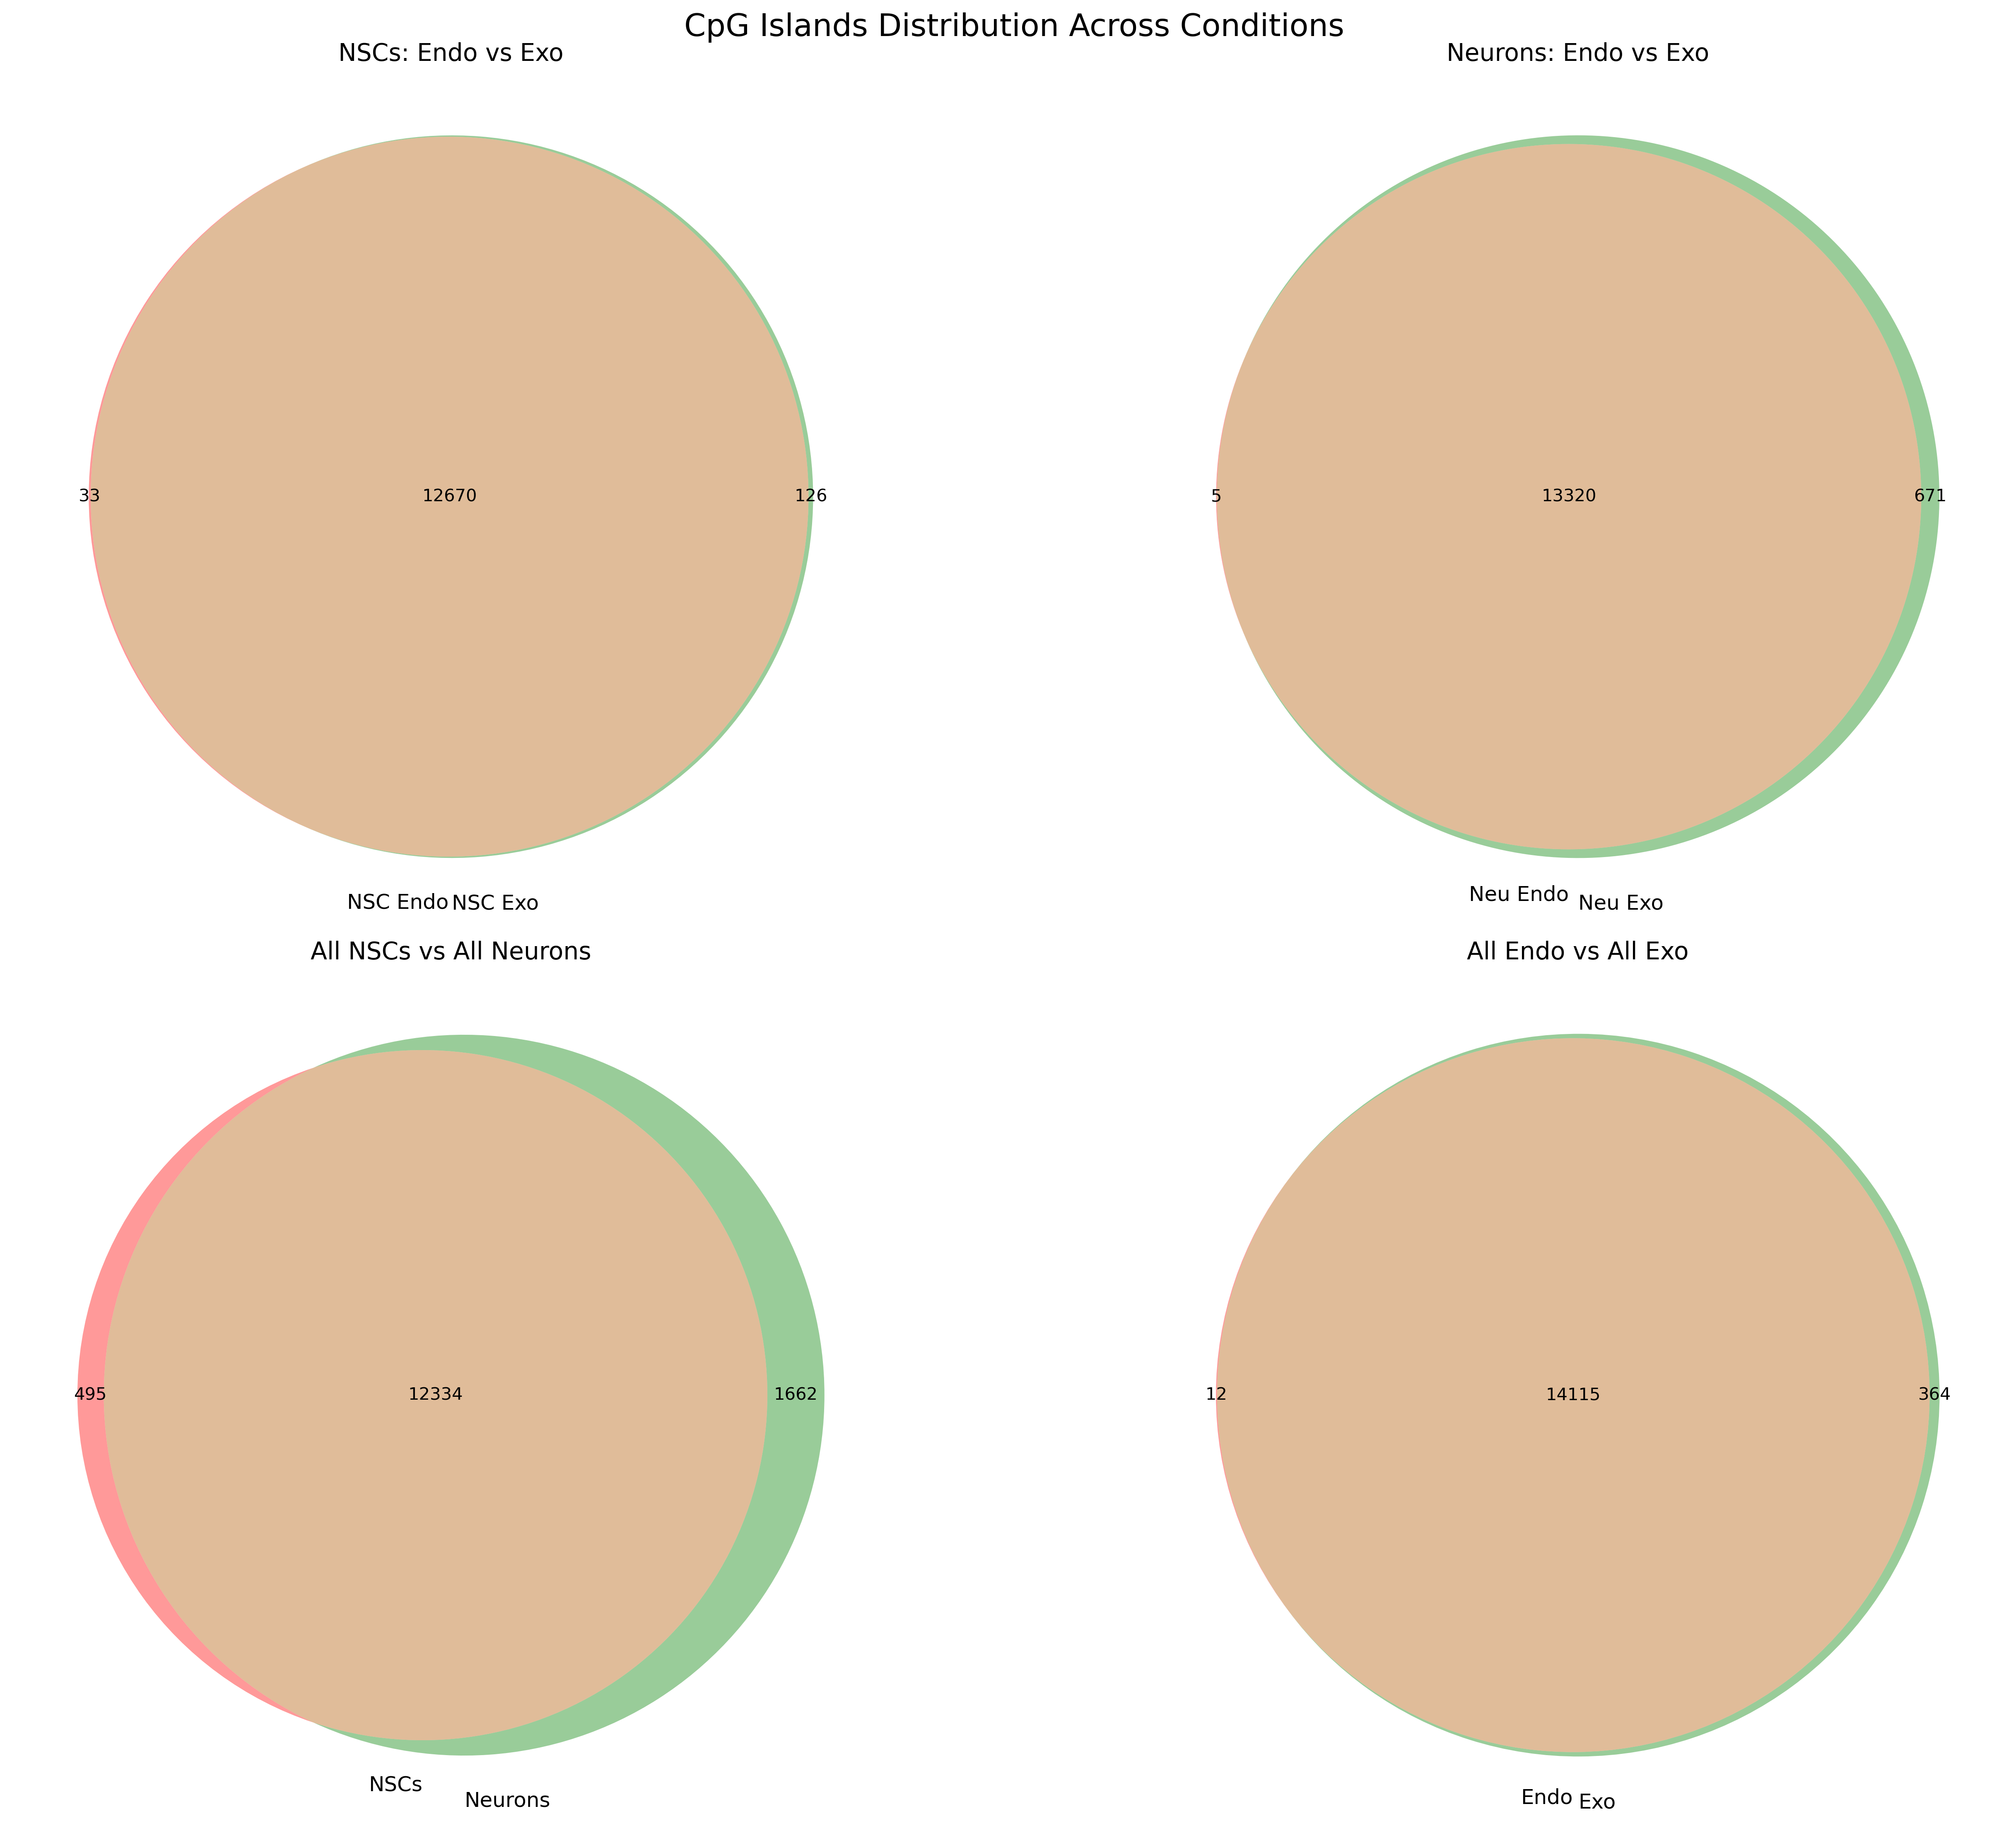 CpG Islands Distribution Across Conditions
NSCs: Endo vs Exo
33
12670
126
NSC Endo
NSC Exo
Neurons: Endo vs Exo
5
13320
671
Neu Endo
Neu Exo
All NSCs vs All Neurons
495
12334
1662
NSCs
Neurons
All Endo vs All Exo
12
14115
364
Endo
Exo